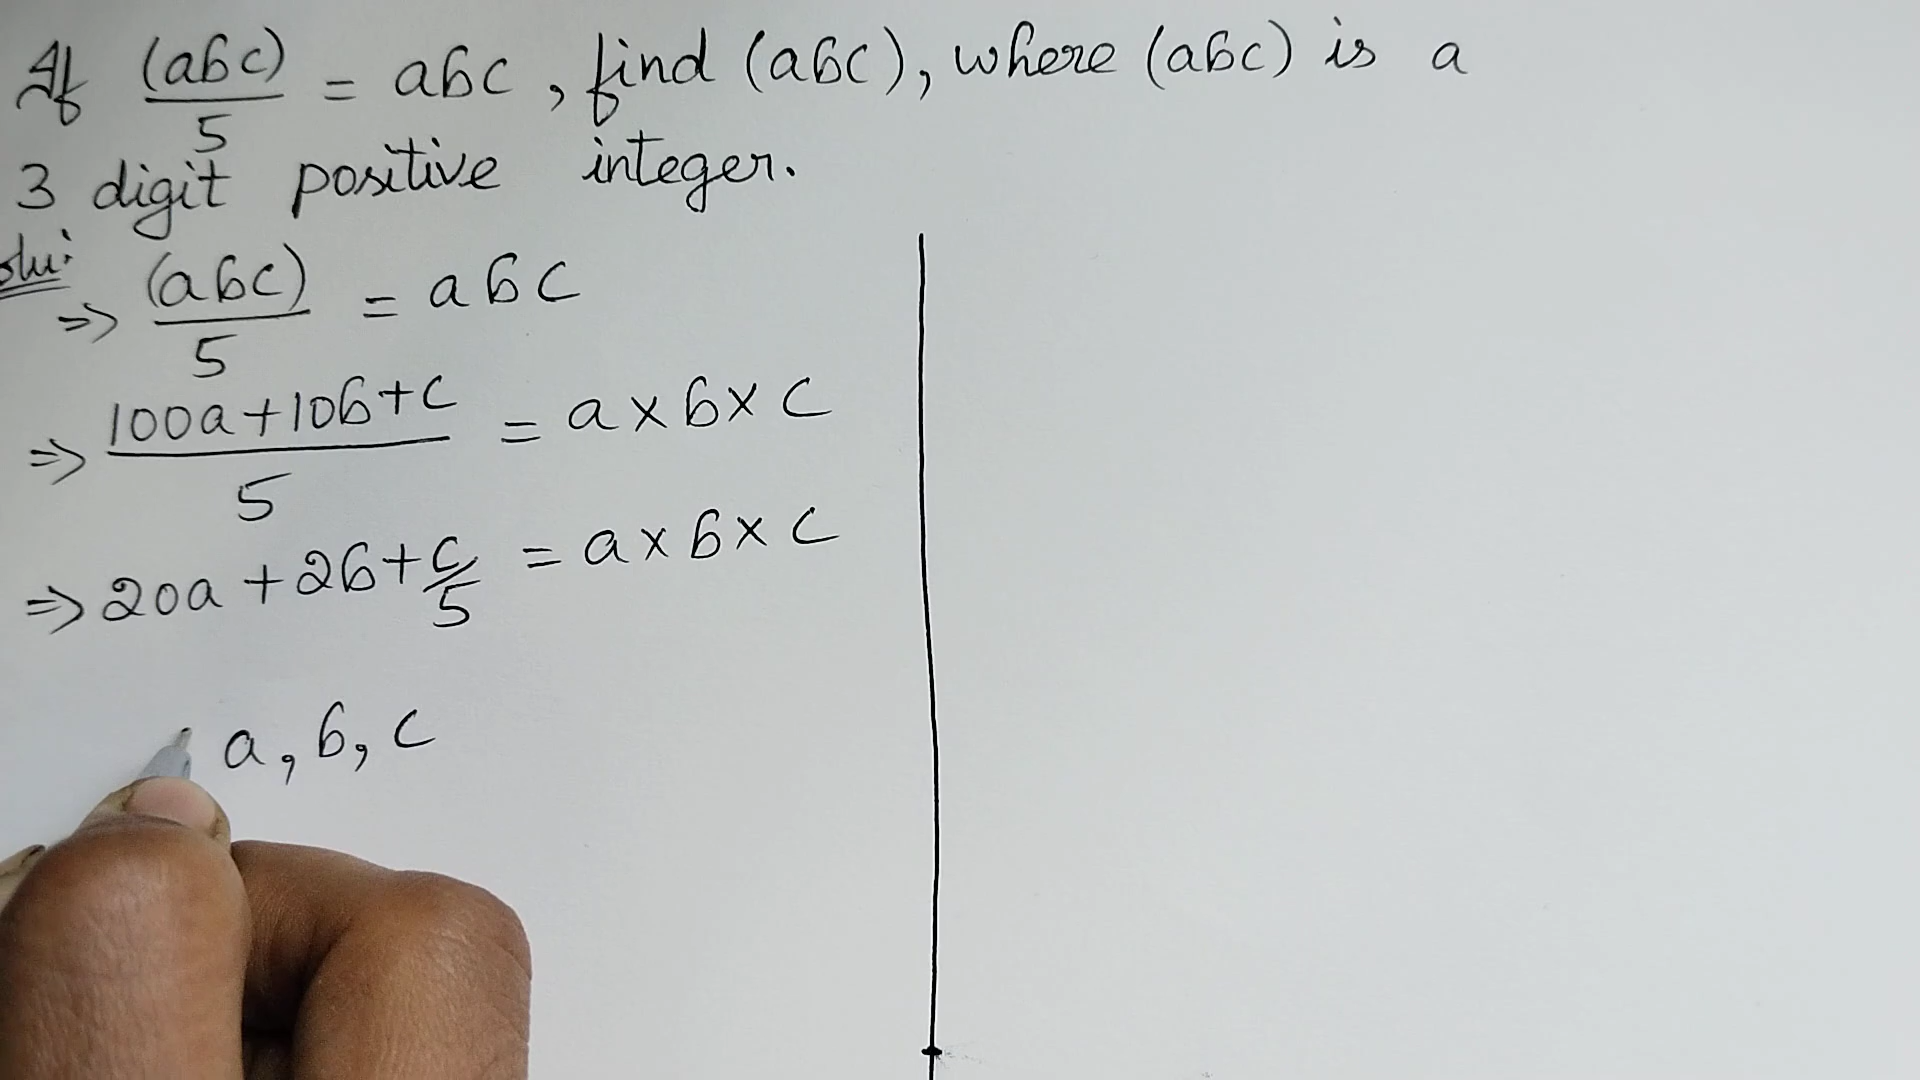 If (abc)/5 = abc, find (abc), where (abc) is a
3 digit positive integer.
Solu:
=> (abc)/5 = abc
=> (100a+10b+c)/5 = a×b×c
=> 20a+2b+c/5 = a×b×c
a, b, c